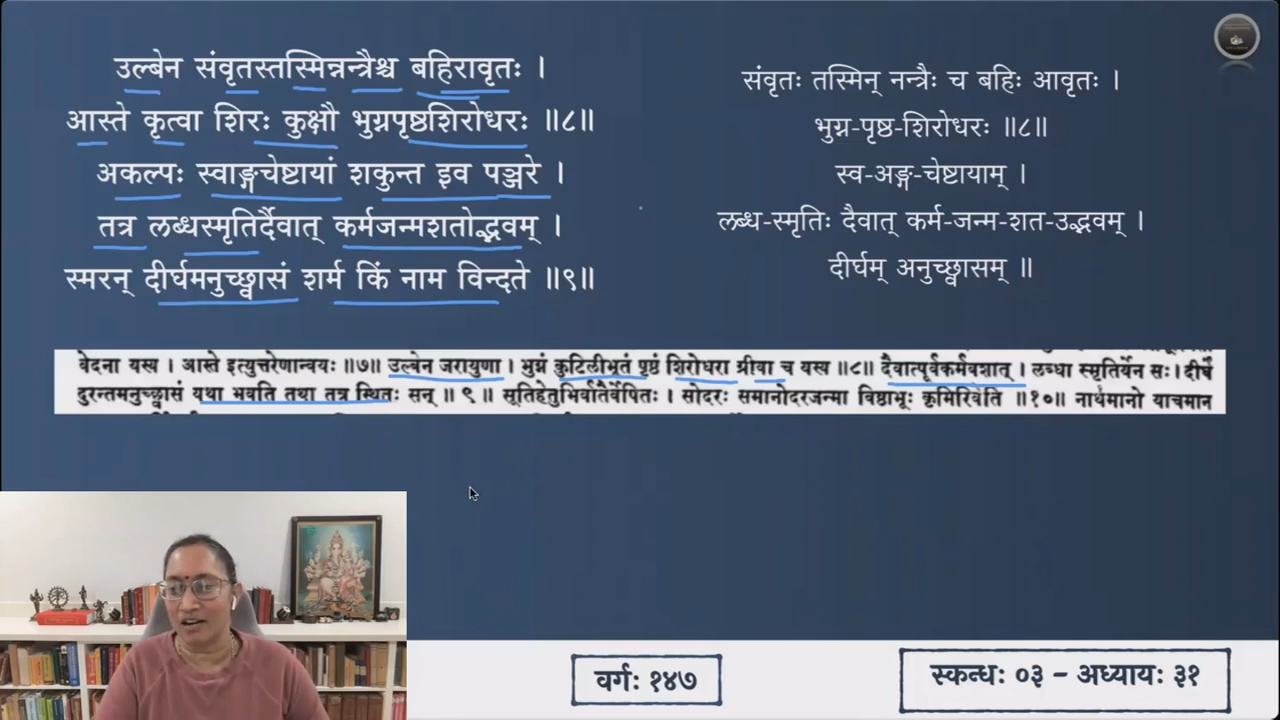 उल्बेन संवृतस्तस्मिन्नन्त्रैश्च बहिरावृतः ।
आस्ते कृत्वा शिरः कुक्षौ भुग्नपृष्ठशिरोधरः ॥८॥
अकल्पः स्वाङ्गचेष्टायां शकुन्त इव पञ्जरे ।
तत्र लब्धस्मृतिर्दैवात् कर्मजन्मशतोद्भवम् ।
स्मरन् दीर्घमनुच्छ्वासं शर्म किं नाम विन्दते ॥९॥
संवृतः तस्मिन् नन्त्रैः च बहिः आवृतः ।
भुग्न-पृष्ठ-शिरोधरः ॥८॥
स्व-अङ्ग-चेष्टायाम् ।
लब्ध-स्मृतिः दैवात् कर्म-जन्म-शत-उद्भवम् ।
दीर्घम् अनुच्छ्वासम् ॥
वेदना यस्य । आस्ते इत्युत्तरेणान्वयः ॥७॥ उल्बेन जरायुणा । भुग्नं कुटिलीभूतं पृष्ठं शिरोधरा ग्रीवा च यस्य ॥८॥ दैवात्पूर्वकर्मवशात् । लब्धा स्मृतिर्येन सः । दीर्घं
दुरन्तमनुच्छ्वासं यथा भवति तथा तत्र स्थितः सन् ॥ ९ ॥ सूतिहेतुभिर्वातैर्वेपितः । सोदरः समानोदरजन्मा विष्ठाभूः कृमिरिवेति ॥१०॥ नाथमानो याचमान
वर्गः १४७
स्कन्धः ०३ – अध्यायः ३१